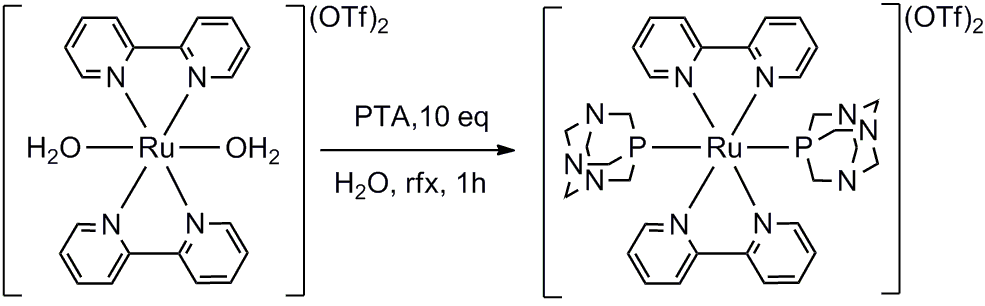 (OTf)₂
(OTf)₂
N N
N N
H₂O Ru OH₂
PTA,10 eq
N N N P Ru P N N N
H₂O, rfx, 1h
N N
N N